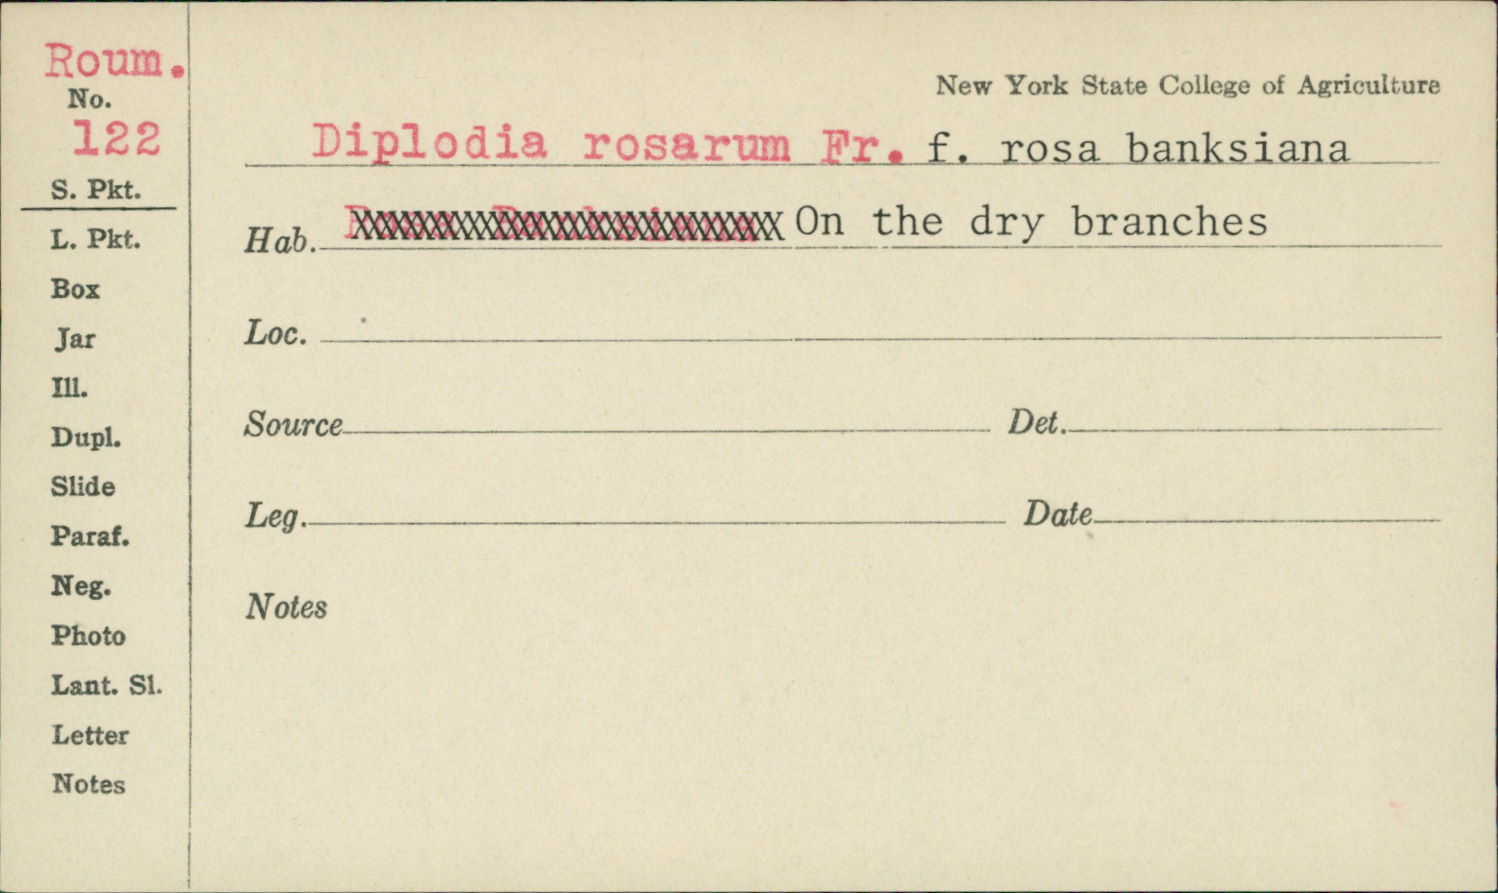 Roum.
No.
122
S. Pkt.
L. Pkt.
Box
Jar
Ill.
Dupl.
Slide
Paraf.
Neg.
Photo
Lant. Sl.
Letter
Notes
New York State College of Agriculture
Diplodia rosarum Fr. f. rosa banksiana
Hab. On the dry branches
Loc.
Source Det.
Leg. Date
Notes